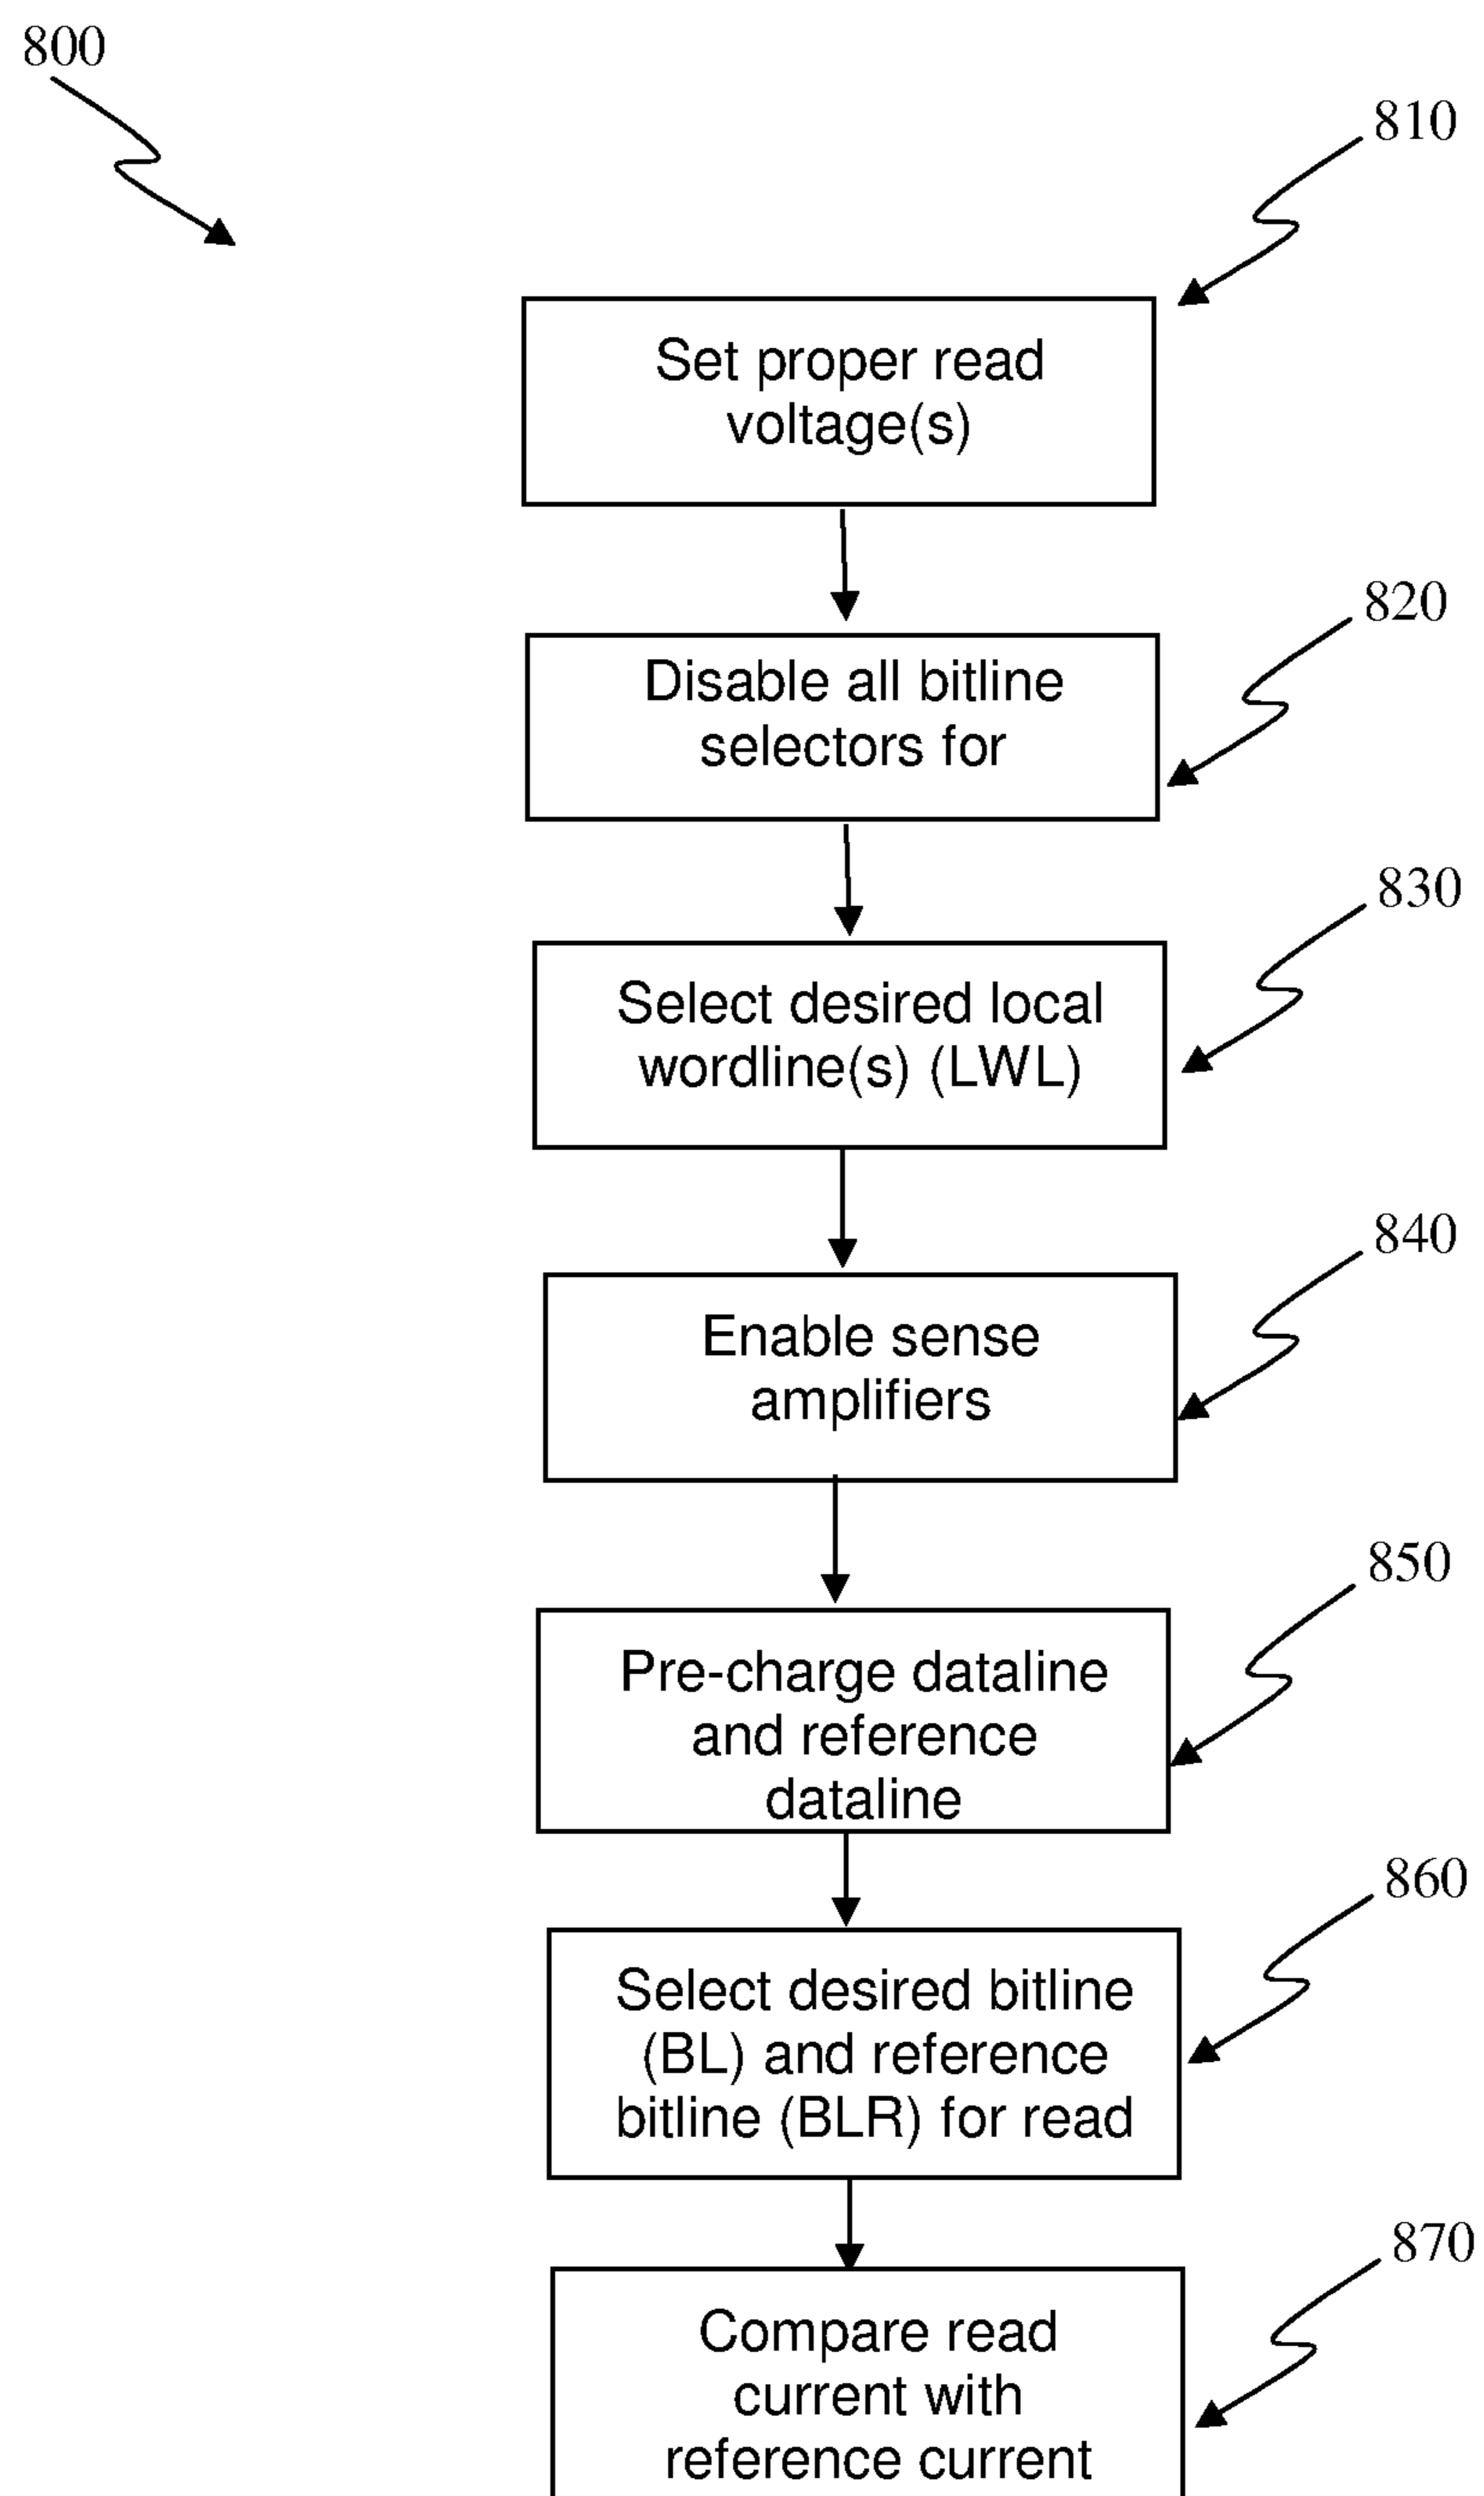 800
810
Set proper read
voltage(s)
820
Disable all bitline
selectors for
830
Select desired local
wordline(s) (LWL)
840
Enable sense
amplifiers
850
Pre-charge dataline
and reference
dataline
860
Select desired bitline
(BL) and reference
bitline (BLR) for read
870
Compare read
current with
reference current